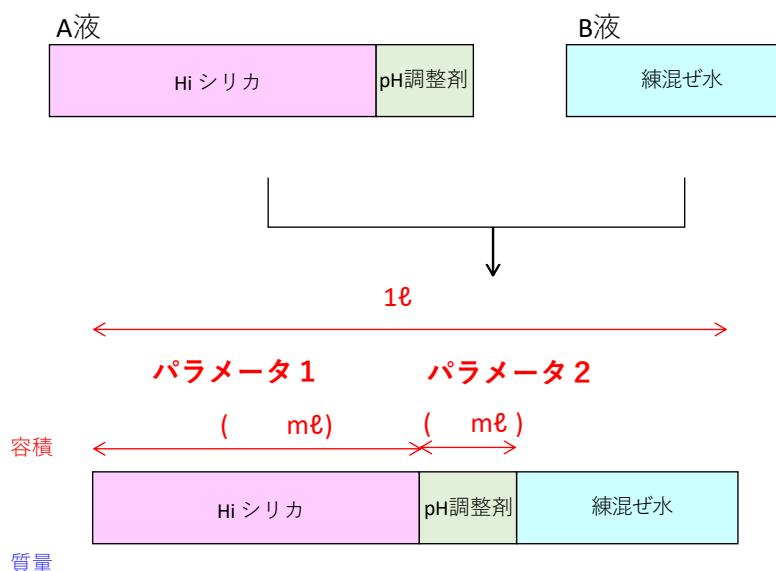 A液
B液
Hi シリカ
pH調整剤
練混ぜ水
1ℓ
パラメータ1
パラメータ2
( mℓ)
( mℓ )
容積
Hi シリカ
pH調整剤
練混ぜ水
質量